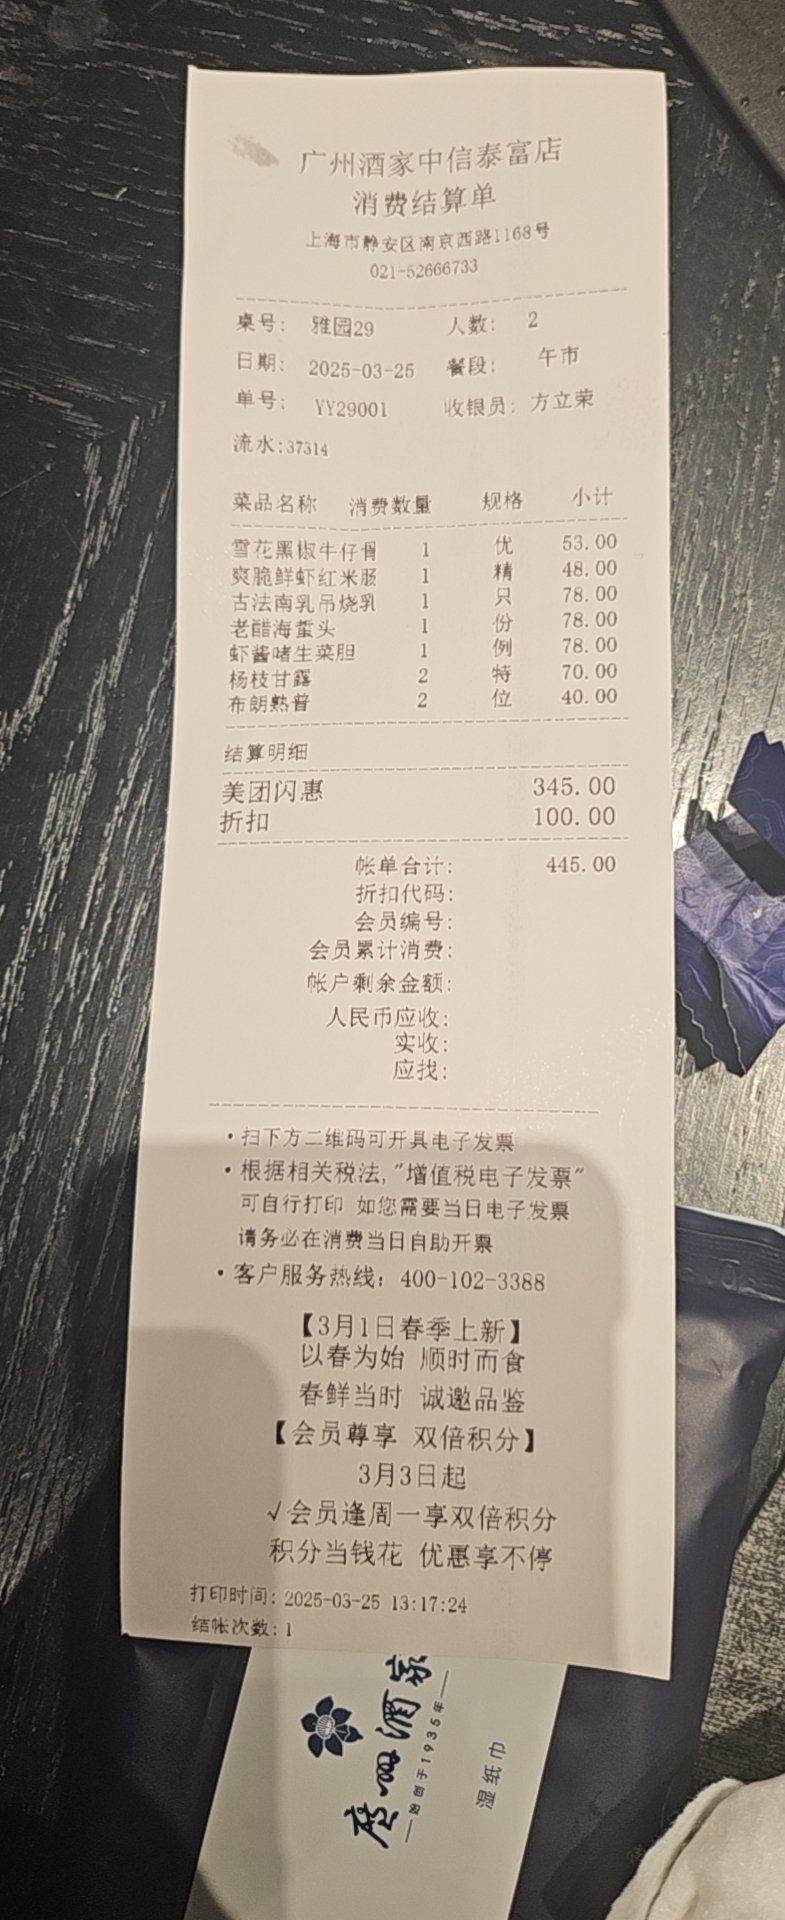 广州酒家中信泰富店
消费结算单
上海市静安区南京西路1168号
021-52666733
桌号: 雅园29 人数: 2
日期: 2025-03-25 餐段: 午市
单号: YY29001 收银员: 方立荣
流水:37314
菜品名称 消费数量 规格 小计
雪花黑椒牛仔骨 1 优 53.00
爽脆鲜虾红米肠 1 精 48.00
古法南乳吊烧乳 1 只 78.00
老醋海蜇头 1 份 78.00
虾酱啫生菜胆 1 例 78.00
杨枝甘露 2 特 70.00
布朗熟普 2 位 40.00
结算明细
美团闪惠 345.00
折扣 100.00
帐单合计: 445.00
折扣代码:
会员编号:
会员累计消费:
帐户剩余金额:
人民币应收:
实收:
应找:
·扫下方二维码可开具电子发票
·根据相关税法,"增值税电子发票"
可自行打印 如您需要当日电子发票
请务必在消费当日自助开票
·客户服务热线: 400-102-3388
【3月1日春季上新】
以春为始 顺时而食
春鲜当时 诚邀品鉴
【会员尊享 双倍积分】
3月3日起
√会员逢周一享双倍积分
积分当钱花 优惠享不停
打印时间: 2025-03-25 13:17:24
结帐次数: 1
廣州酒家
—始创于1935年—
湿纸巾